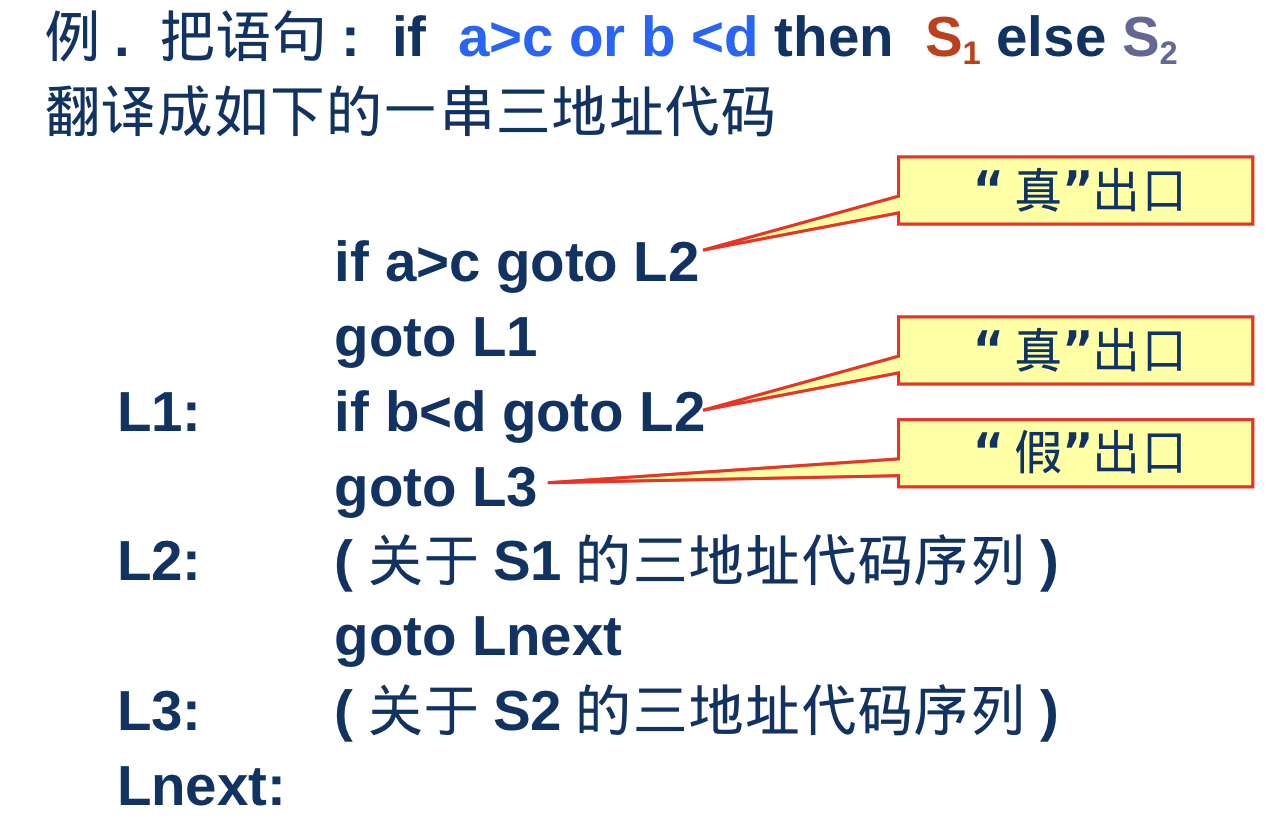 例 . 把语句 : if a>c or b <d then S₁ else S₂
翻译成如下的一串三地址代码
“ 真”出口
if a>c goto L2
goto L1
“ 真”出口
L1: if b<d goto L2
“ 假”出口
goto L3
L2: ( 关于 S1 的三地址代码序列 )
goto Lnext
L3: ( 关于 S2 的三地址代码序列 )
Lnext: